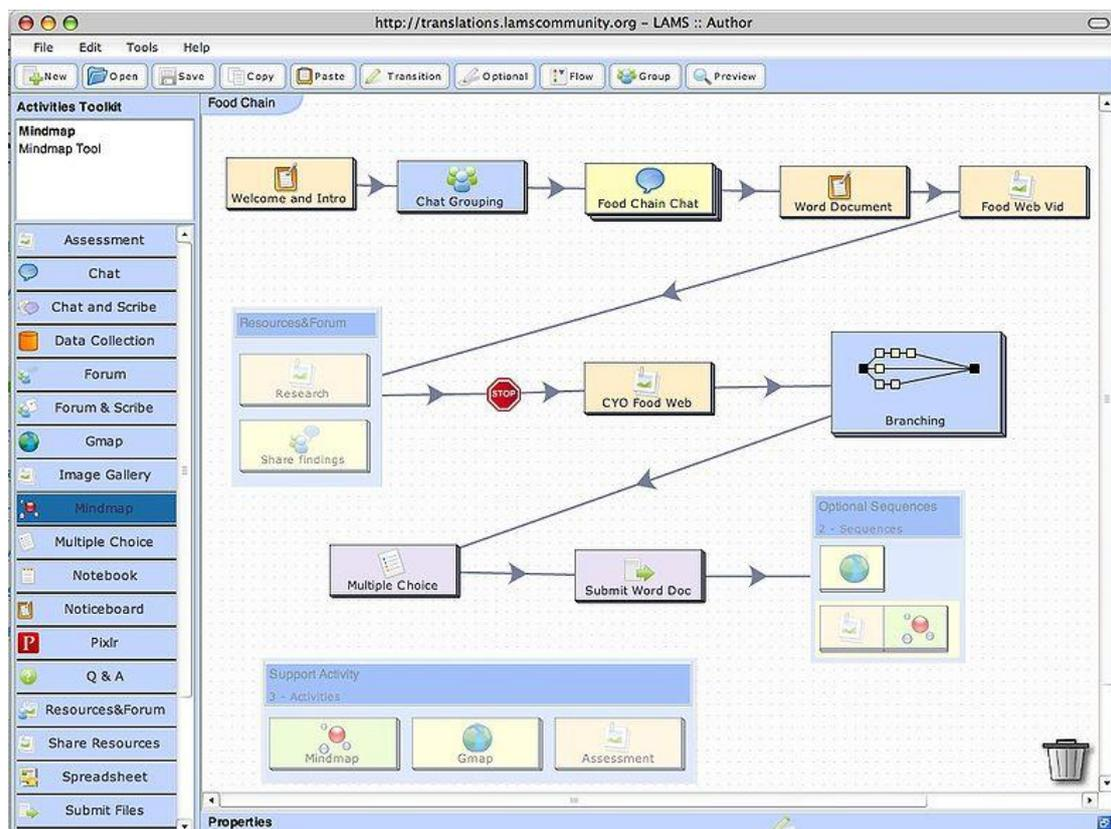 http://translations.lamscommunity.org – LAMS :: Author
File Edit Tools Help
New Open Save Copy Paste Transition Optional Flow Group Preview
Activities Toolkit
Mindmap
Mindmap Tool
Assessment
Chat
Chat and Scribe
Data Collection
Forum
Forum & Scribe
Gmap
Image Gallery
Mindmap
Multiple Choice
Notebook
Noticeboard
Pixlr
Q & A
Resources&Forum
Share Resources
Spreadsheet
Submit Files
Food Chain
Welcome and Intro
Chat Grouping
Food Chain Chat
Word Document
Food Web Vid
Resources&Forum
Research
Share findings
STOP
CYO Food Web
Branching
Multiple Choice
Submit Word Doc
Optional Sequences
2 - Sequences
Support Activity
3 - Activities
Mindmap
Gmap
Assessment
Properties